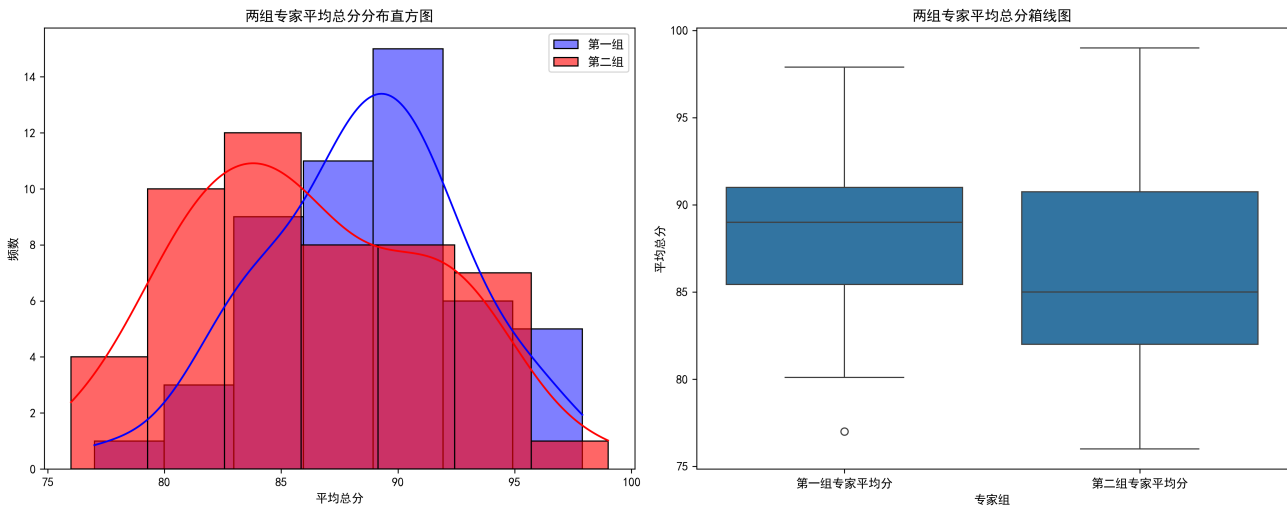 两组专家平均总分分布直方图
第一组
第二组
频数
14
12
10
8
6
4
2
0
75
80
85
90
95
100
平均总分
两组专家平均总分箱线图
平均总分
100
95
90
85
80
75
第一组专家平均分
第二组专家平均分
专家组